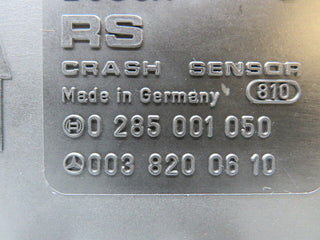 RS
CRASH SENSOR
Made in Germany 810
0 285 001 050
003 820 06 10